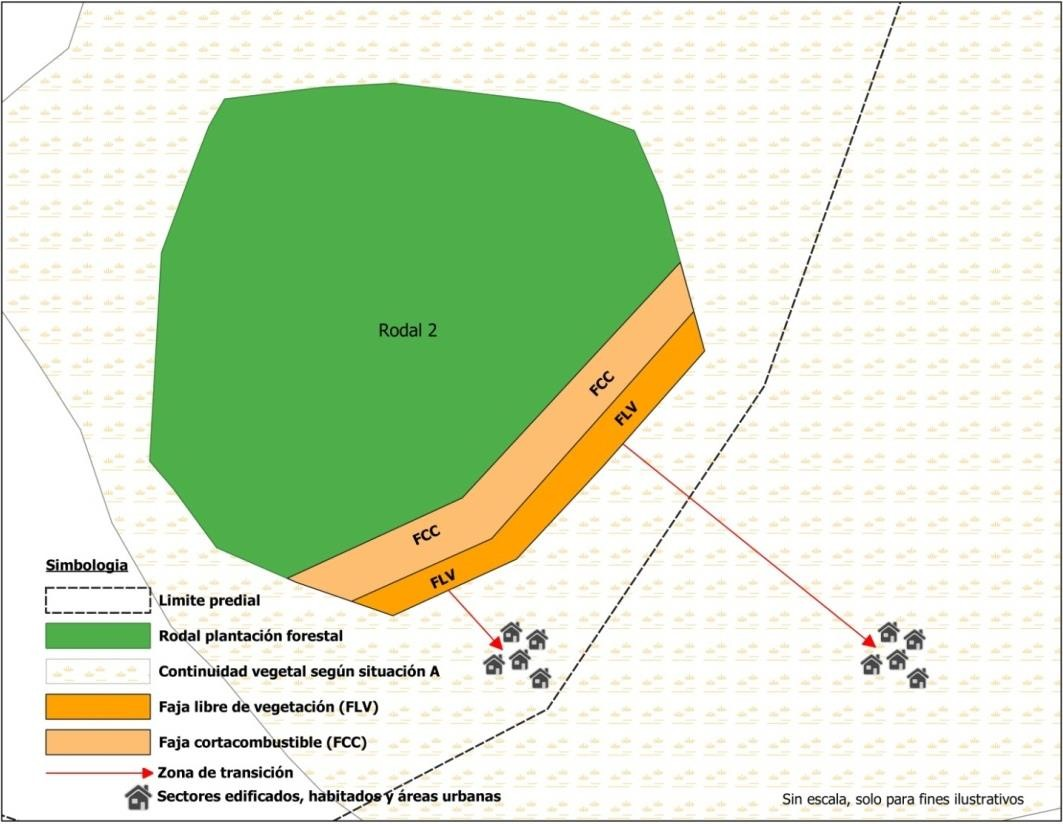 Rodal 2
FCC
FLV
FCC
FLV
Simbologia
Limite predial
Rodal plantación forestal
Continuidad vegetal según situación A
Faja libre de vegetación (FLV)
Faja cortacombustible (FCC)
Zona de transición
Sectores edificados, habitados y áreas urbanas
Sin escala, solo para fines ilustrativos